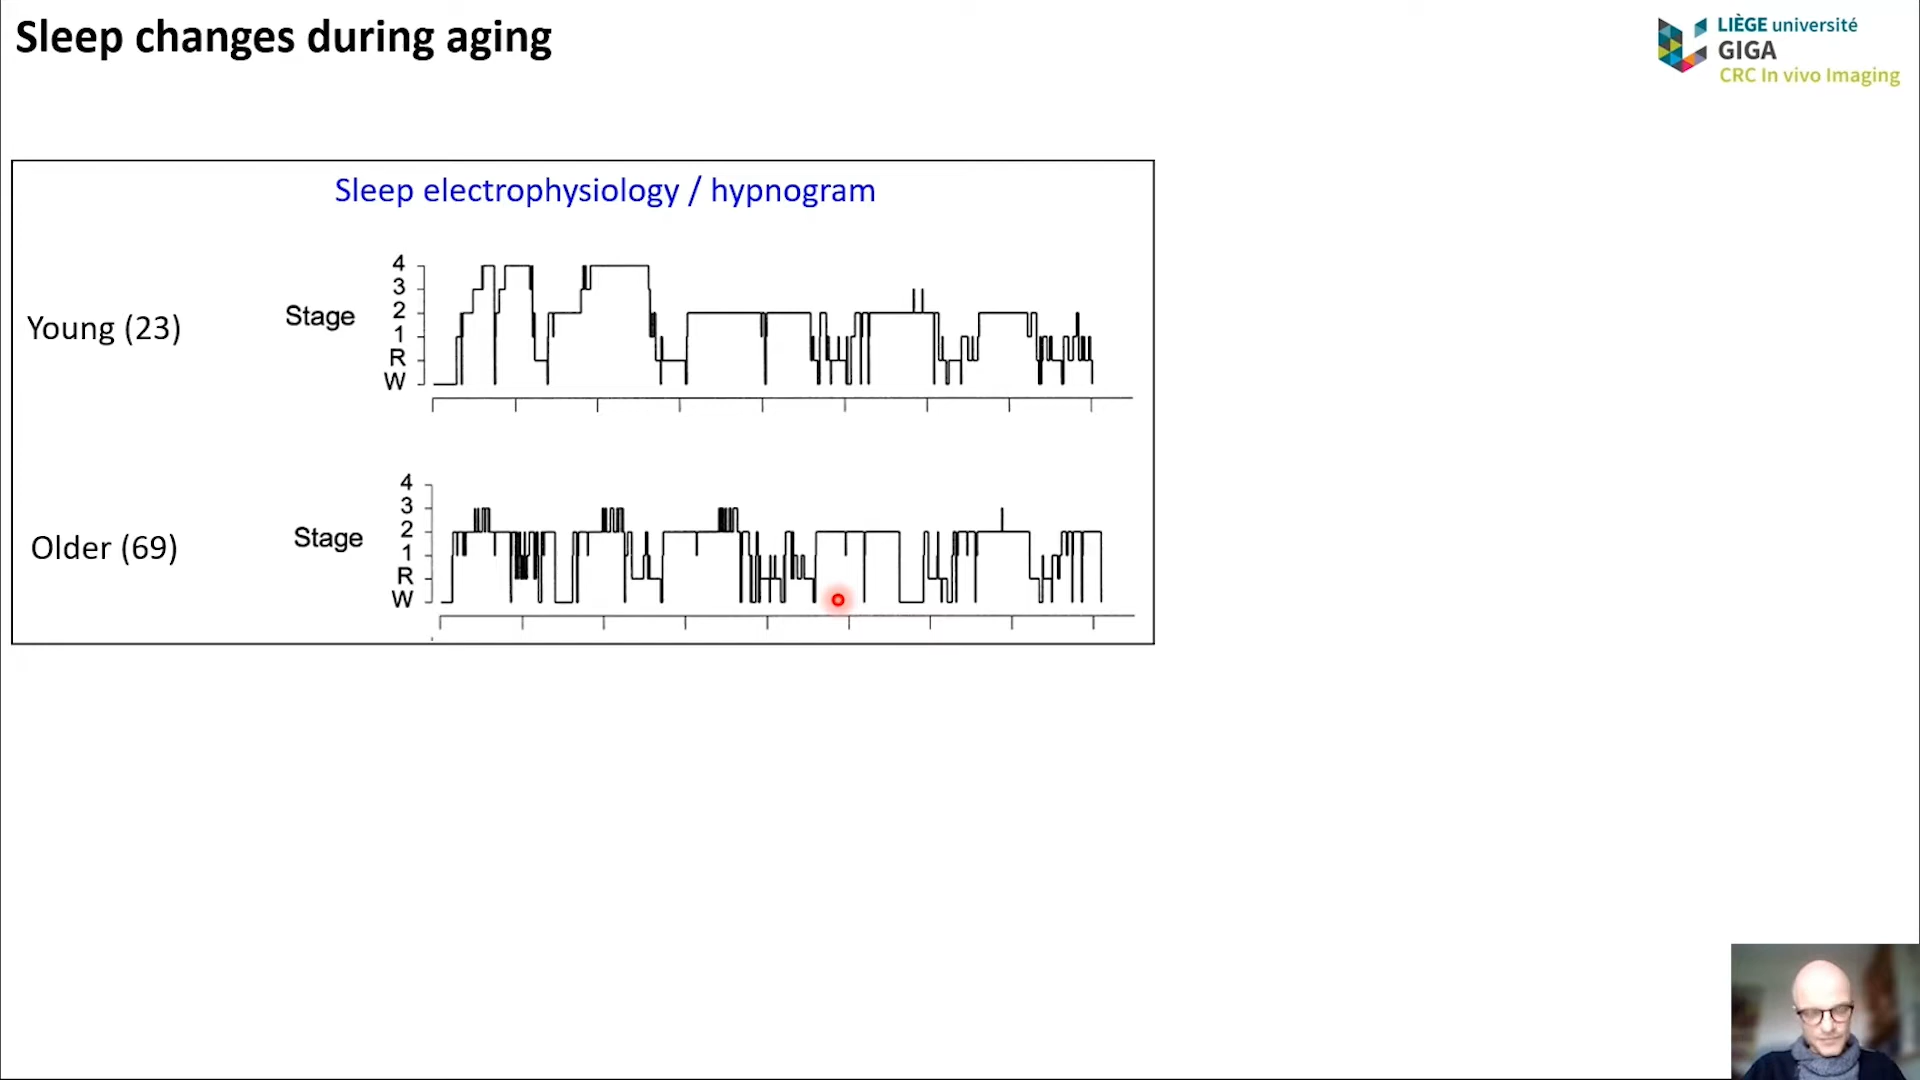 Sleep changes during aging
LIÈGE université
GIGA
CRC In vivo Imaging
Sleep electrophysiology / hypnogram
Young (23)
Stage
4
3
2
1
R
W
Older (69)
Stage
4
3
2
1
R
W